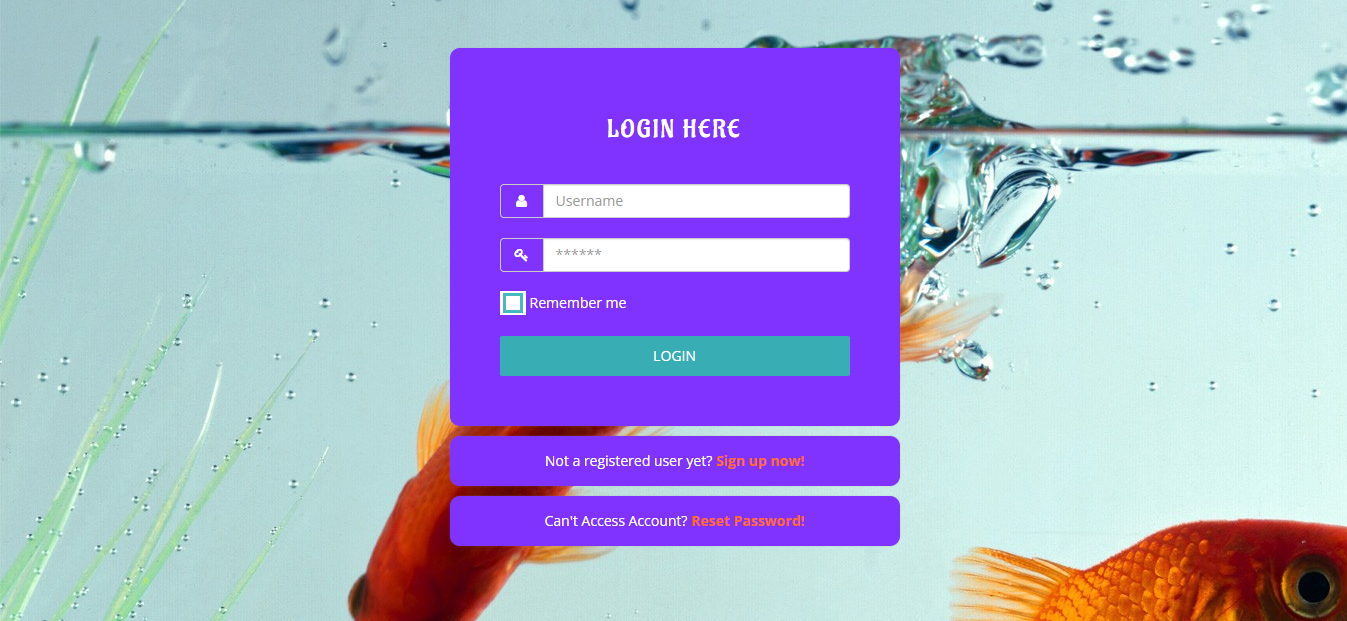 LOGIN HERE
Username
******
Remember me
LOGIN
Not a registered user yet? Sign up now!
Can't Access Account? Reset Password!